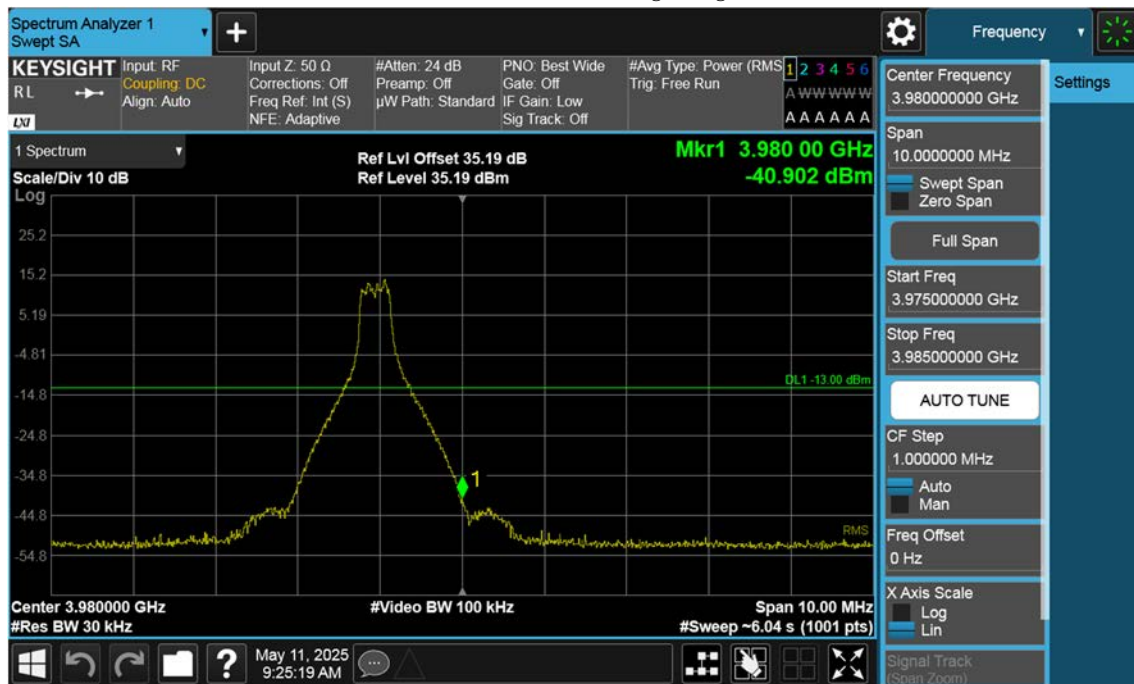 Spectrum Analyzer 1
Swept SA
Frequency
KEYSIGHT
R L
LXI
Input: RF
Coupling: DC
Align: Auto
Input Z: 50 Ω
Corrections: Off
Freq Ref: Int (S)
NFE: Adaptive
#Atten: 24 dB
Preamp: Off
µW Path: Standard
PNO: Best Wide
Gate: Off
IF Gain: Low
Sig Track: Off
#Avg Type: Power (RMS
Trig: Free Run
1 2 3 4 5 6
A W W W W W
A A A A A A
1 Spectrum
Scale/Div 10 dB
Log
Ref Lvl Offset 35.19 dB
Ref Level 35.19 dBm
Mkr1 3.980 00 GHz
-40.902 dBm
25.2
15.2
5.19
-4.81
-14.8
-24.8
-34.8
-44.8
-54.8
DL1 -13.00 dBm
1
RMS
Center 3.980000 GHz
#Video BW 100 kHz
Span 10.00 MHz
#Res BW 30 kHz
#Sweep ~6.04 s (1001 pts)
May 11, 2025
9:25:19 AM
Center Frequency
3.980000000 GHz
Span
10.0000000 MHz
Swept Span
Zero Span
Full Span
Start Freq
3.975000000 GHz
Stop Freq
3.985000000 GHz
AUTO TUNE
CF Step
1.000000 MHz
Auto
Man
Freq Offset
0 Hz
X Axis Scale
Log
Lin
Signal Track
(Span Zoom)
Settings